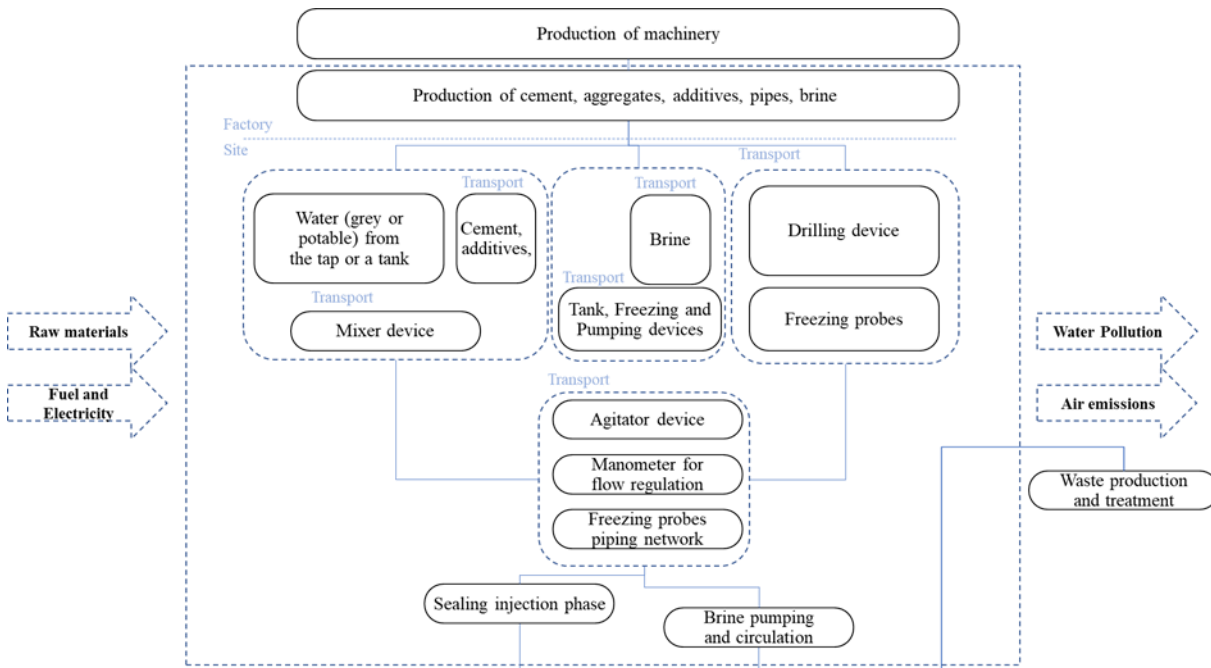 Production of machinery
Production of cement, aggregates, additives, pipes, brine
Factory
Site
Transport
Transport
Transport
Water (grey or
potable) from
the tap or a tank
Cement,
additives,
Brine
Drilling device
Transport
Transport
Mixer device
Tank, Freezing and
Pumping devices
Freezing probes
Raw materials
Fuel and
Electricity
Water Pollution
Air emissions
Transport
Agitator device
Manometer for
flow regulation
Freezing probes
piping network
Waste production
and treatment
Sealing injection phase
Brine pumping
and circulation